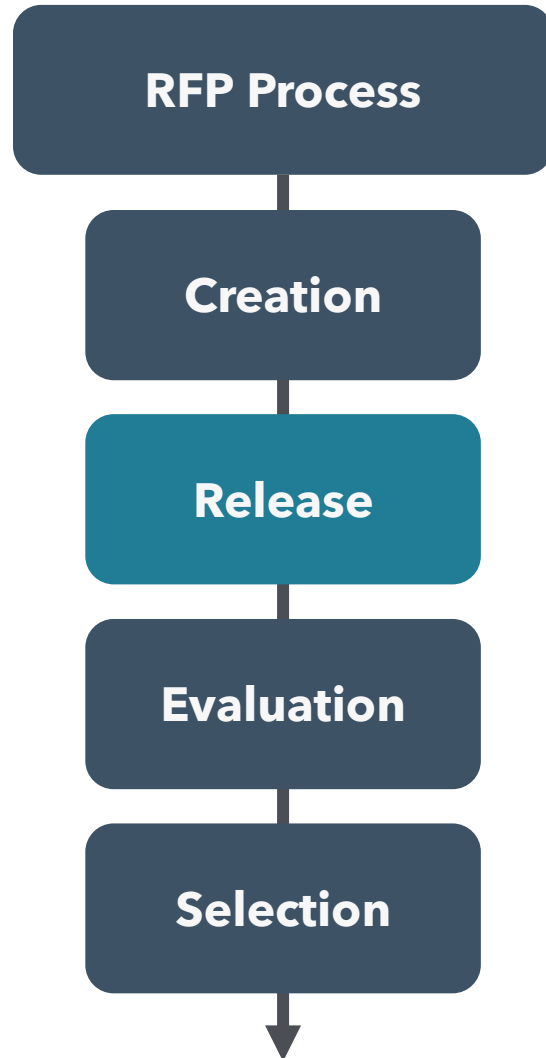 RFP Process
Creation
Release
Evaluation
Selection